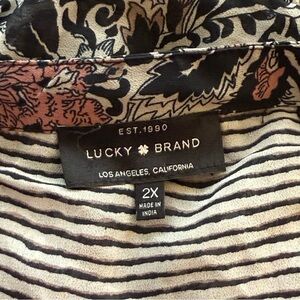 EST. 1990
LUCKY BRAND
LOS ANGELES, CALIFORNIA
2X
MADE IN
INDIA